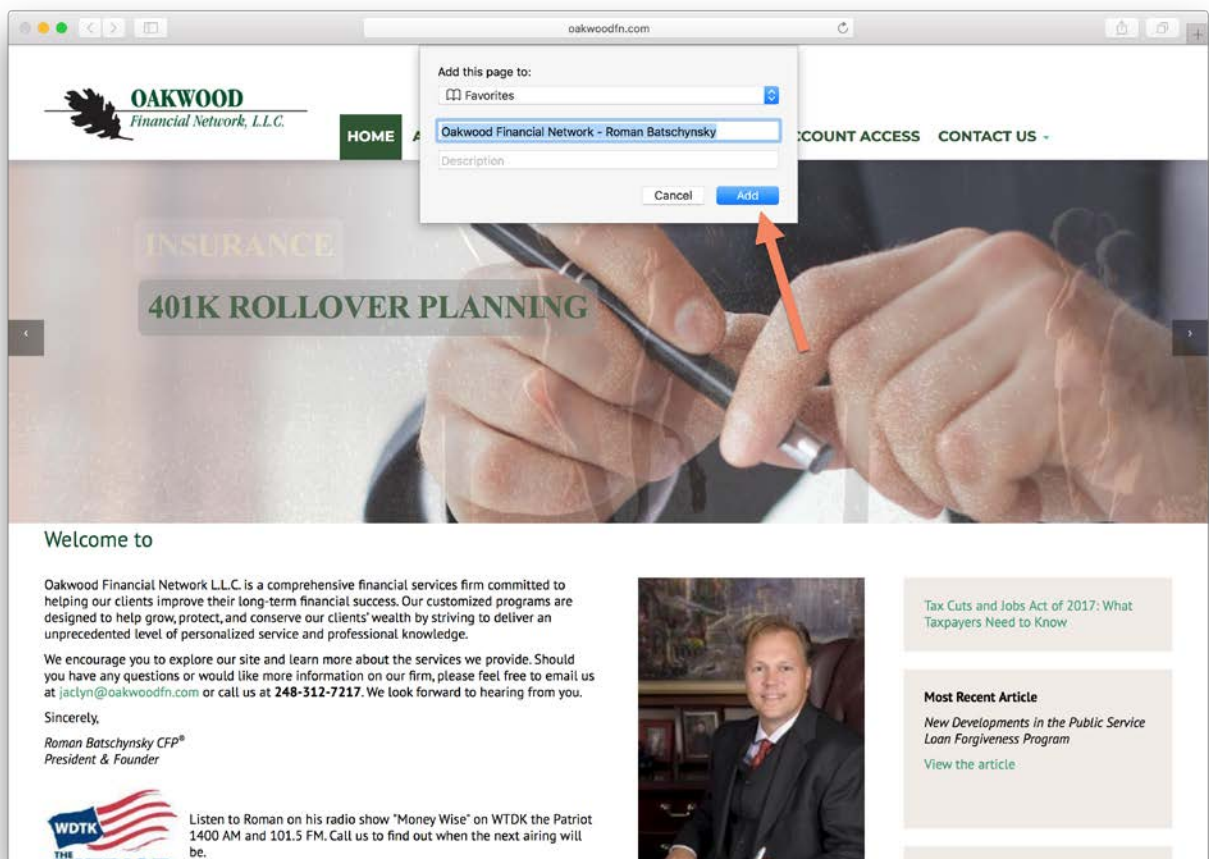 oakwoodfn.com
Add this page to:
Favorites
Oakwood Financial Network - Roman Batschynsky
Description
Cancel
Add
OAKWOOD
Financial Network, L.L.C.
HOME
COUNT ACCESS
CONTACT US
INSURANCE
401K ROLLOVER PLANNING
Welcome to
Oakwood Financial Network L.L.C. is a comprehensive financial services firm committed to
helping our clients improve their long-term financial success. Our customized programs are
designed to help grow, protect, and conserve our clients' wealth by striving to deliver an
unprecedented level of personalized service and professional knowledge.
We encourage you to explore our site and learn more about the services we provide. Should
you have any questions or would like more information on our firm, please feel free to email us
at jaclyn@oakwoodfn.com or call us at 248-312-7217. We look forward to hearing from you.
Sincerely,
Roman Batschynsky CFP®
President & Founder
WDTK
THE
Listen to Roman on his radio show "Money Wise" on WTDK the Patriot
1400 AM and 101.5 FM. Call us to find out when the next airing will
be.
Tax Cuts and Jobs Act of 2017: What
Taxpayers Need to Know
Most Recent Article
New Developments in the Public Service
Loan Forgiveness Program
View the article